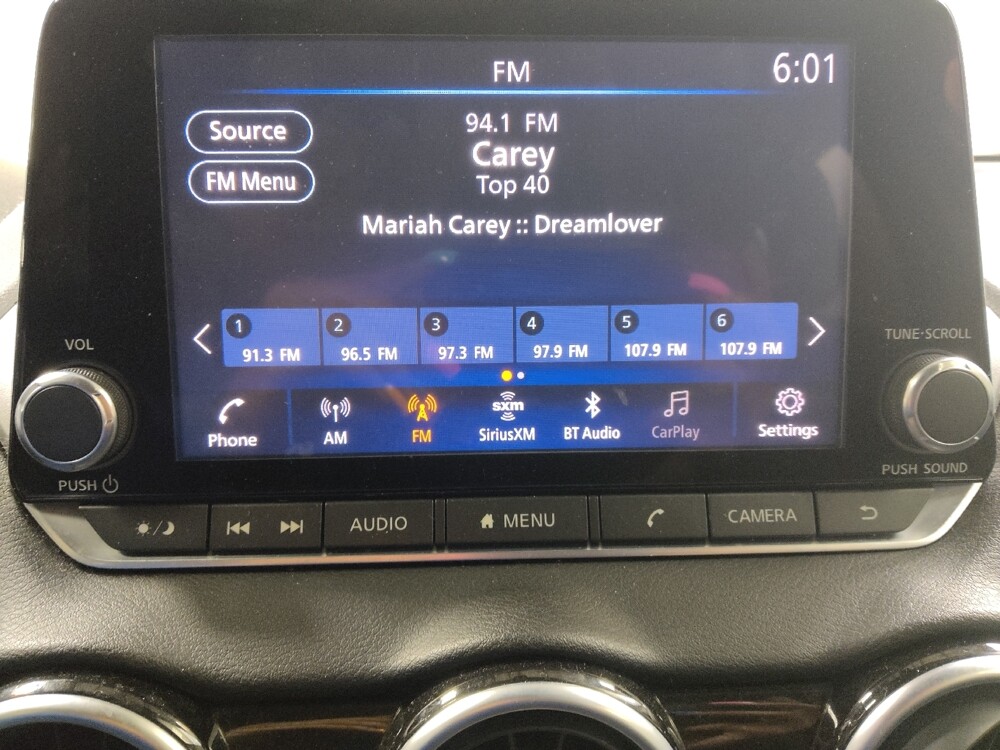 FM
6:01
Source
94.1 FM
Carey
FM Menu
Top 40
Mariah Carey :: Dreamlover
VOL
TUNE·SCROLL
1 2 3 4 5 6
91.3 FM 96.5 FM 97.3 FM 97.9 FM 107.9 FM 107.9 FM
sxm
Phone AM FM SiriusXM BT Audio CarPlay Settings
PUSH
PUSH SOUND
AUDIO MENU CAMERA